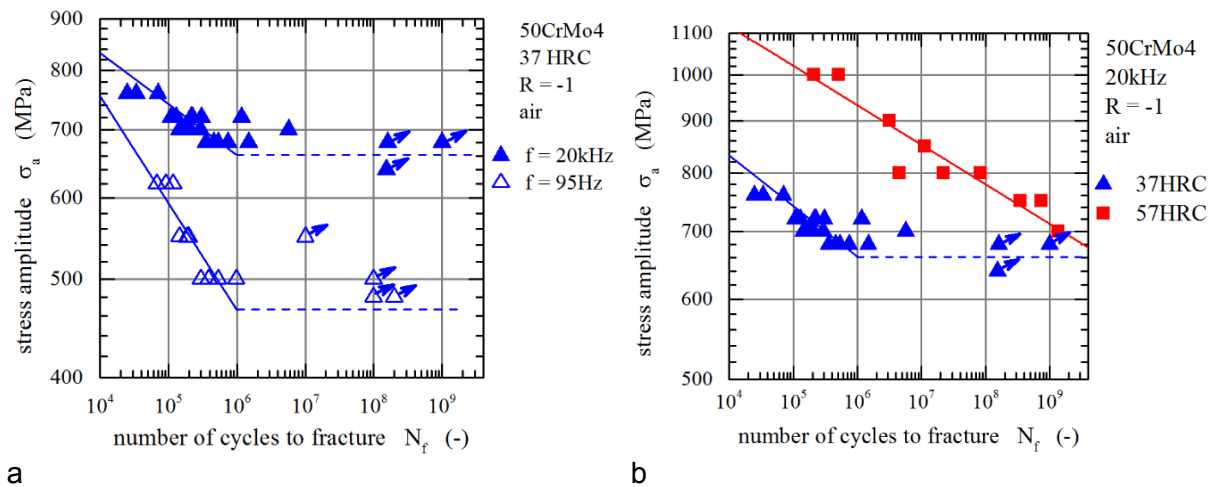 900
800
700
600
500
400
stress amplitude σa (MPa)
10^4 10^5 10^6 10^7 10^8 10^9
number of cycles to fracture Nf (-)
50CrMo4
37 HRC
R = -1
air
f = 20kHz
f = 95Hz
a
1100
1000
900
800
700
600
500
stress amplitude σa (MPa)
10^4 10^5 10^6 10^7 10^8 10^9
number of cycles to fracture Nf (-)
50CrMo4
20kHz
R = -1
air
37HRC
57HRC
b